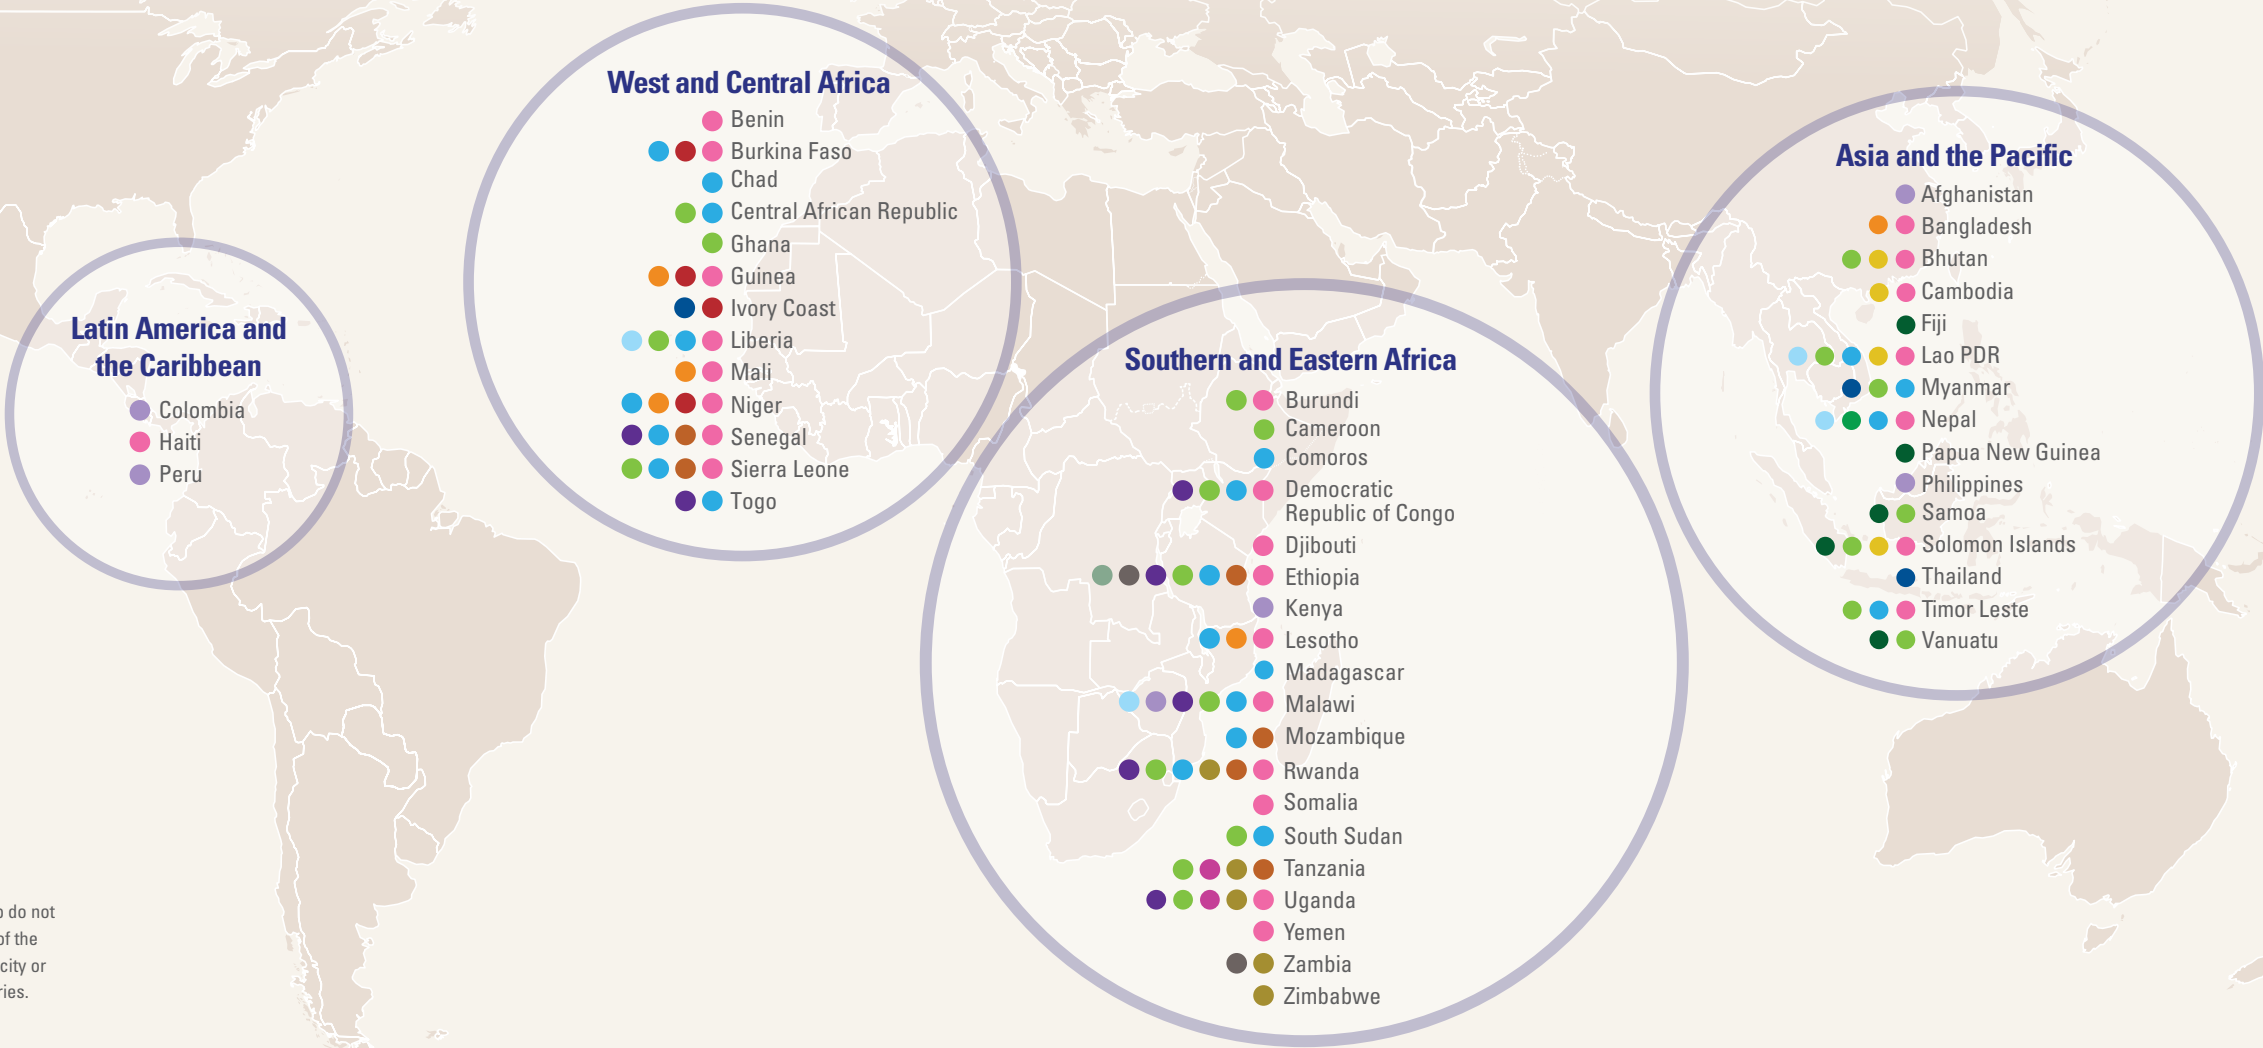 Latin America and
the Caribbean
Colombia
Haiti
Peru
West and Central Africa
Benin
Burkina Faso
Chad
Central African Republic
Ghana
Guinea
Ivory Coast
Liberia
Mali
Niger
Senegal
Sierra Leone
Togo
Southern and Eastern Africa
Burundi
Cameroon
Comoros
Democratic
Republic of Congo
Djibouti
Ethiopia
Kenya
Lesotho
Madagascar
Malawi
Mozambique
Rwanda
Somalia
South Sudan
Tanzania
Uganda
Yemen
Zambia
Zimbabwe
Asia and the Pacific
Afghanistan
Bangladesh
Bhutan
Cambodia
Fiji
Lao PDR
Myanmar
Nepal
Papua New Guinea
Philippines
Samoa
Solomon Islands
Thailand
Timor Leste
Vanuatu
do not
of the
city or
ries.